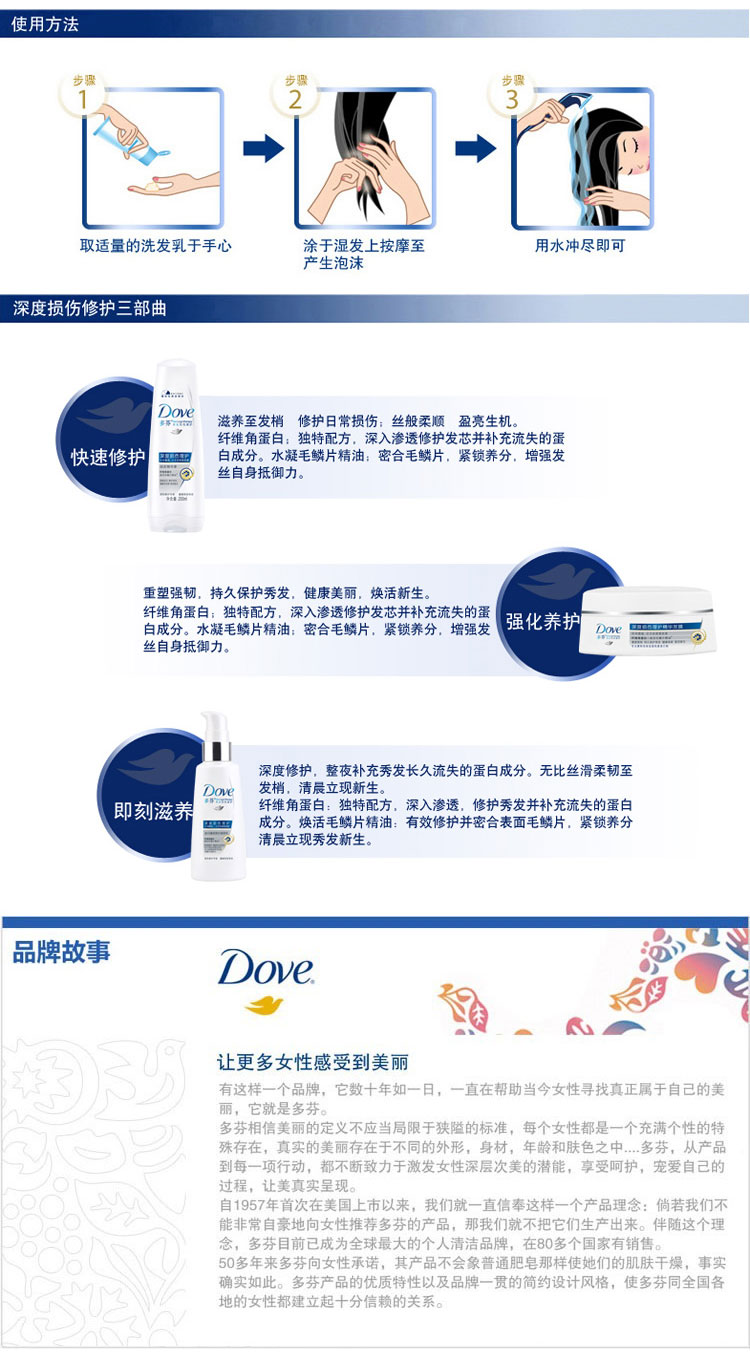 使用方法
步骤
1
步骤
2
步骤
3
取适量的洗发乳于手心
涂于湿发上按摩至
产生泡沫
用水冲尽即可
深度损伤修护三部曲
快速修护
Dove
多芬
滋养至发梢 修护日常损伤；丝般柔顺 盈亮生机。
纤维角蛋白：独特配方，深入渗透修护发芯并补充流失的蛋
白成分。水凝毛鳞片精油：密合毛鳞片，紧锁养分，增强发
丝自身抵御力。
重塑强韧，持久保护秀发，健康美丽，焕活新生。
纤维角蛋白：独特配方，深入渗透修护发芯并补充流失的蛋
白成分。水凝毛鳞片精油：密合毛鳞片，紧锁养分，增强发
丝自身抵御力。
强化养护
Dove
多芬
即刻滋养
Dove
多芬
深度修护，整夜补充秀发长久流失的蛋白成分。无比丝滑柔韧至
发梢，清晨立现新生。
纤维角蛋白：独特配方，深入渗透，修护秀发并补充流失的蛋白
成分。焕活毛鳞片精油：有效修护并密合表面毛鳞片，紧锁养分
清晨立现秀发新生。
品牌故事
Dove®
让更多女性感受到美丽
有这样一个品牌，它数十年如一日，一直在帮助当今女性寻找真正属于自己的美
丽，它就是多芬。
多芬相信美丽的定义不应当局限于狭隘的标准，每个女性都是一个充满个性的特
殊存在，真实的美丽存在于不同的外形，身材，年龄和肤色之中....多芬，从产品
到每一项行动，都不断致力于激发女性深层次美的潜能，享受呵护，宠爱自己的
过程，让美真实呈现。
自1957年首次在美国上市以来，我们就一直信奉这样一个产品理念：倘若我们不
能非常自豪地向女性推荐多芬的产品，那我们就不把它们生产出来。伴随这个理
念，多芬目前已成为全球最大的个人清洁品牌，在80多个国家有销售。
50多年来多芬向女性承诺，其产品不会象普通肥皂那样使她们的肌肤干燥，事实
确实如此。多芬产品的优质特性以及品牌一贯的简约设计风格，使多芬同全国各
地的女性都建立起十分信赖的关系。